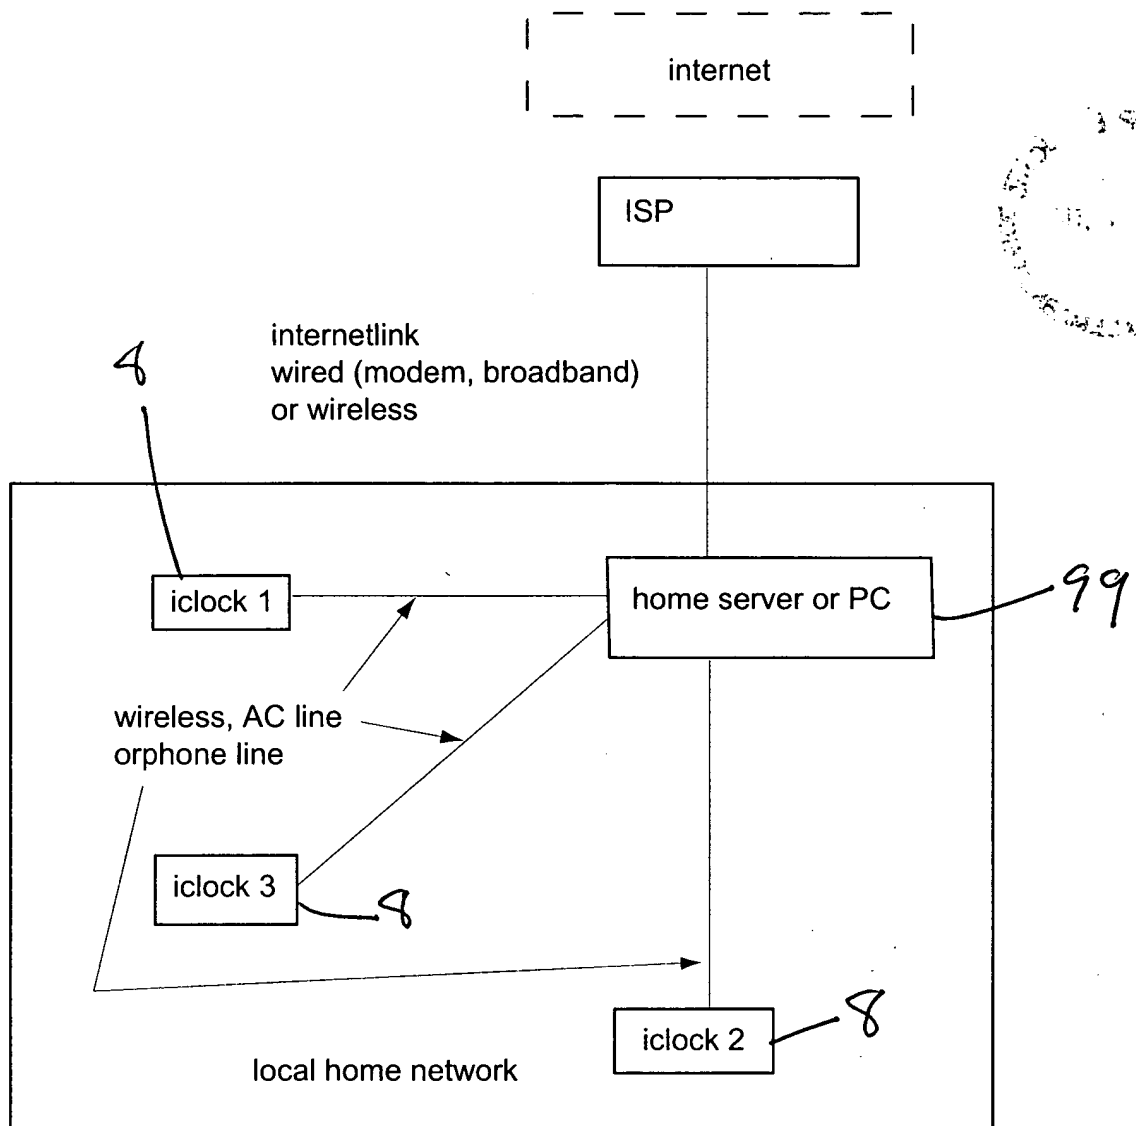 internet
ISP
internetlink
wired (modem, broadband)
or wireless
8
iclock 1
home server or PC
99
wireless, AC line
orphone line
iclock 3
8
iclock 2
8
local home network